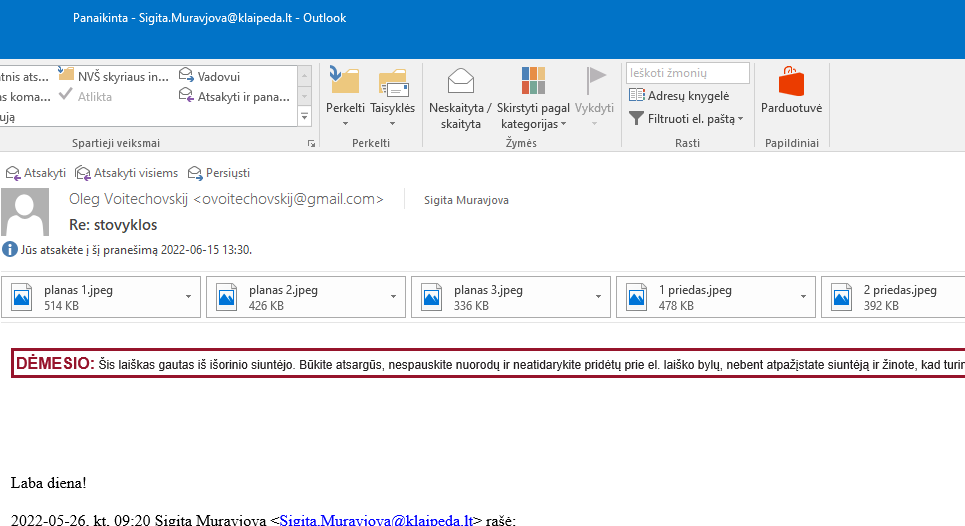 Panaikinta - Sigita.Muravjova@klaipeda.lt - Outlook
NVŠ skyriaus in... Vadovui
Atlikta Atsakyti ir pana...
Spartieji veiksmai
Perkelti Taisyklės
Perkelti
Neskaityta / skaityta
Skirstyti pagal kategorijas
Vykdyti
Žymės
Ieškoti žmonių
Adresų knygelė
Filtruoti el. paštą
Rasti
Parduotuvė
Papildiniai
Atsakyti Atsakyti visiems Persiųsti
Oleg Voitechovskij <ovoitechovskij@gmail.com> Sigita Muravjova
Re: stovyklos
Jūs atsakėte į šį pranešimą 2022-06-15 13:30.
planas 1.jpeg
514 KB
planas 2.jpeg
426 KB
planas 3.jpeg
336 KB
1 priedas.jpeg
478 KB
2 priedas.jpeg
392 KB
DĖMESIO: Šis laiškas gautas iš išorinio siuntėjo. Būkite atsargūs, nespauskite nuorodų ir neatidarykite pridėtų prie el. laiško bylų, nebent atpažįstate siuntėją ir žinote, kad turin
Laba diena!
2022-05-26, kt, 09:20 Sigita Muravjova <Sigita.Muravjova@klaipeda.lt> rašė: